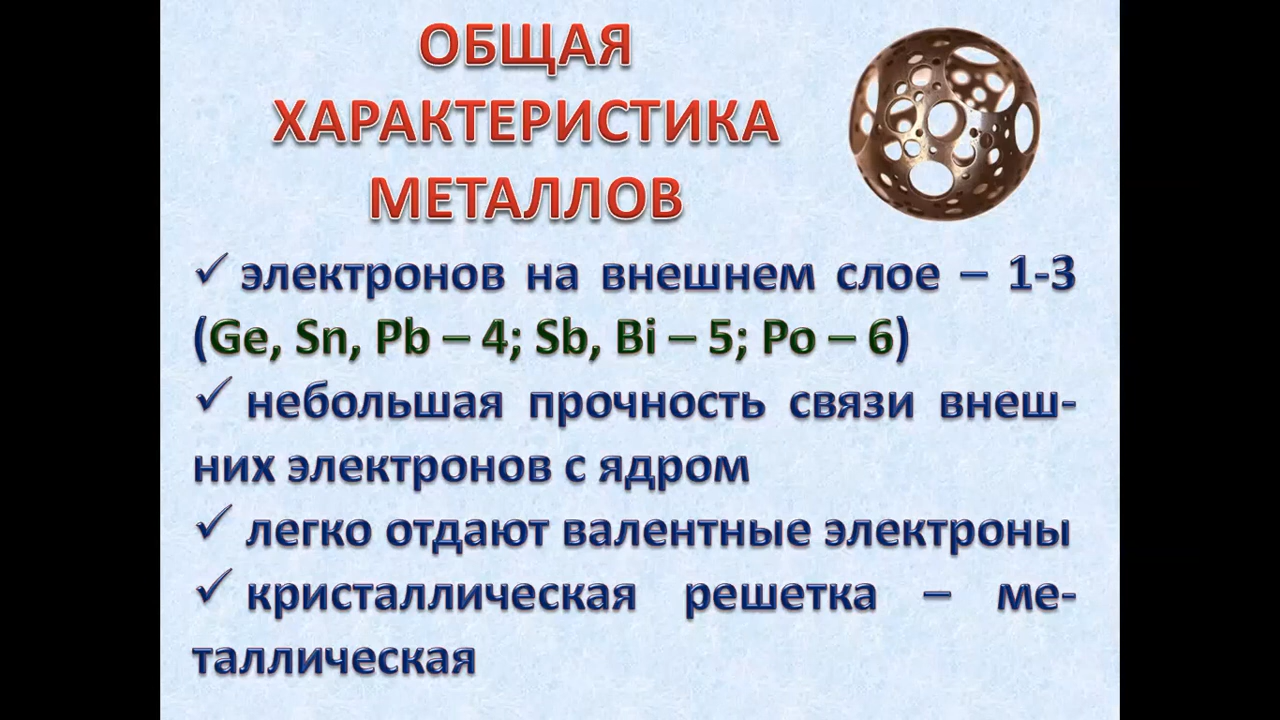 ОБЩАЯ
ХАРАКТЕРИСТИКА
МЕТАЛЛОВ
✓ электронов на внешнем слое – 1-3
(Ge, Sn, Pb – 4; Sb, Bi – 5; Po – 6)
✓ небольшая прочность связи внеш-
них электронов с ядром
✓ легко отдают валентные электроны
✓ кристаллическая решетка – ме-
таллическая